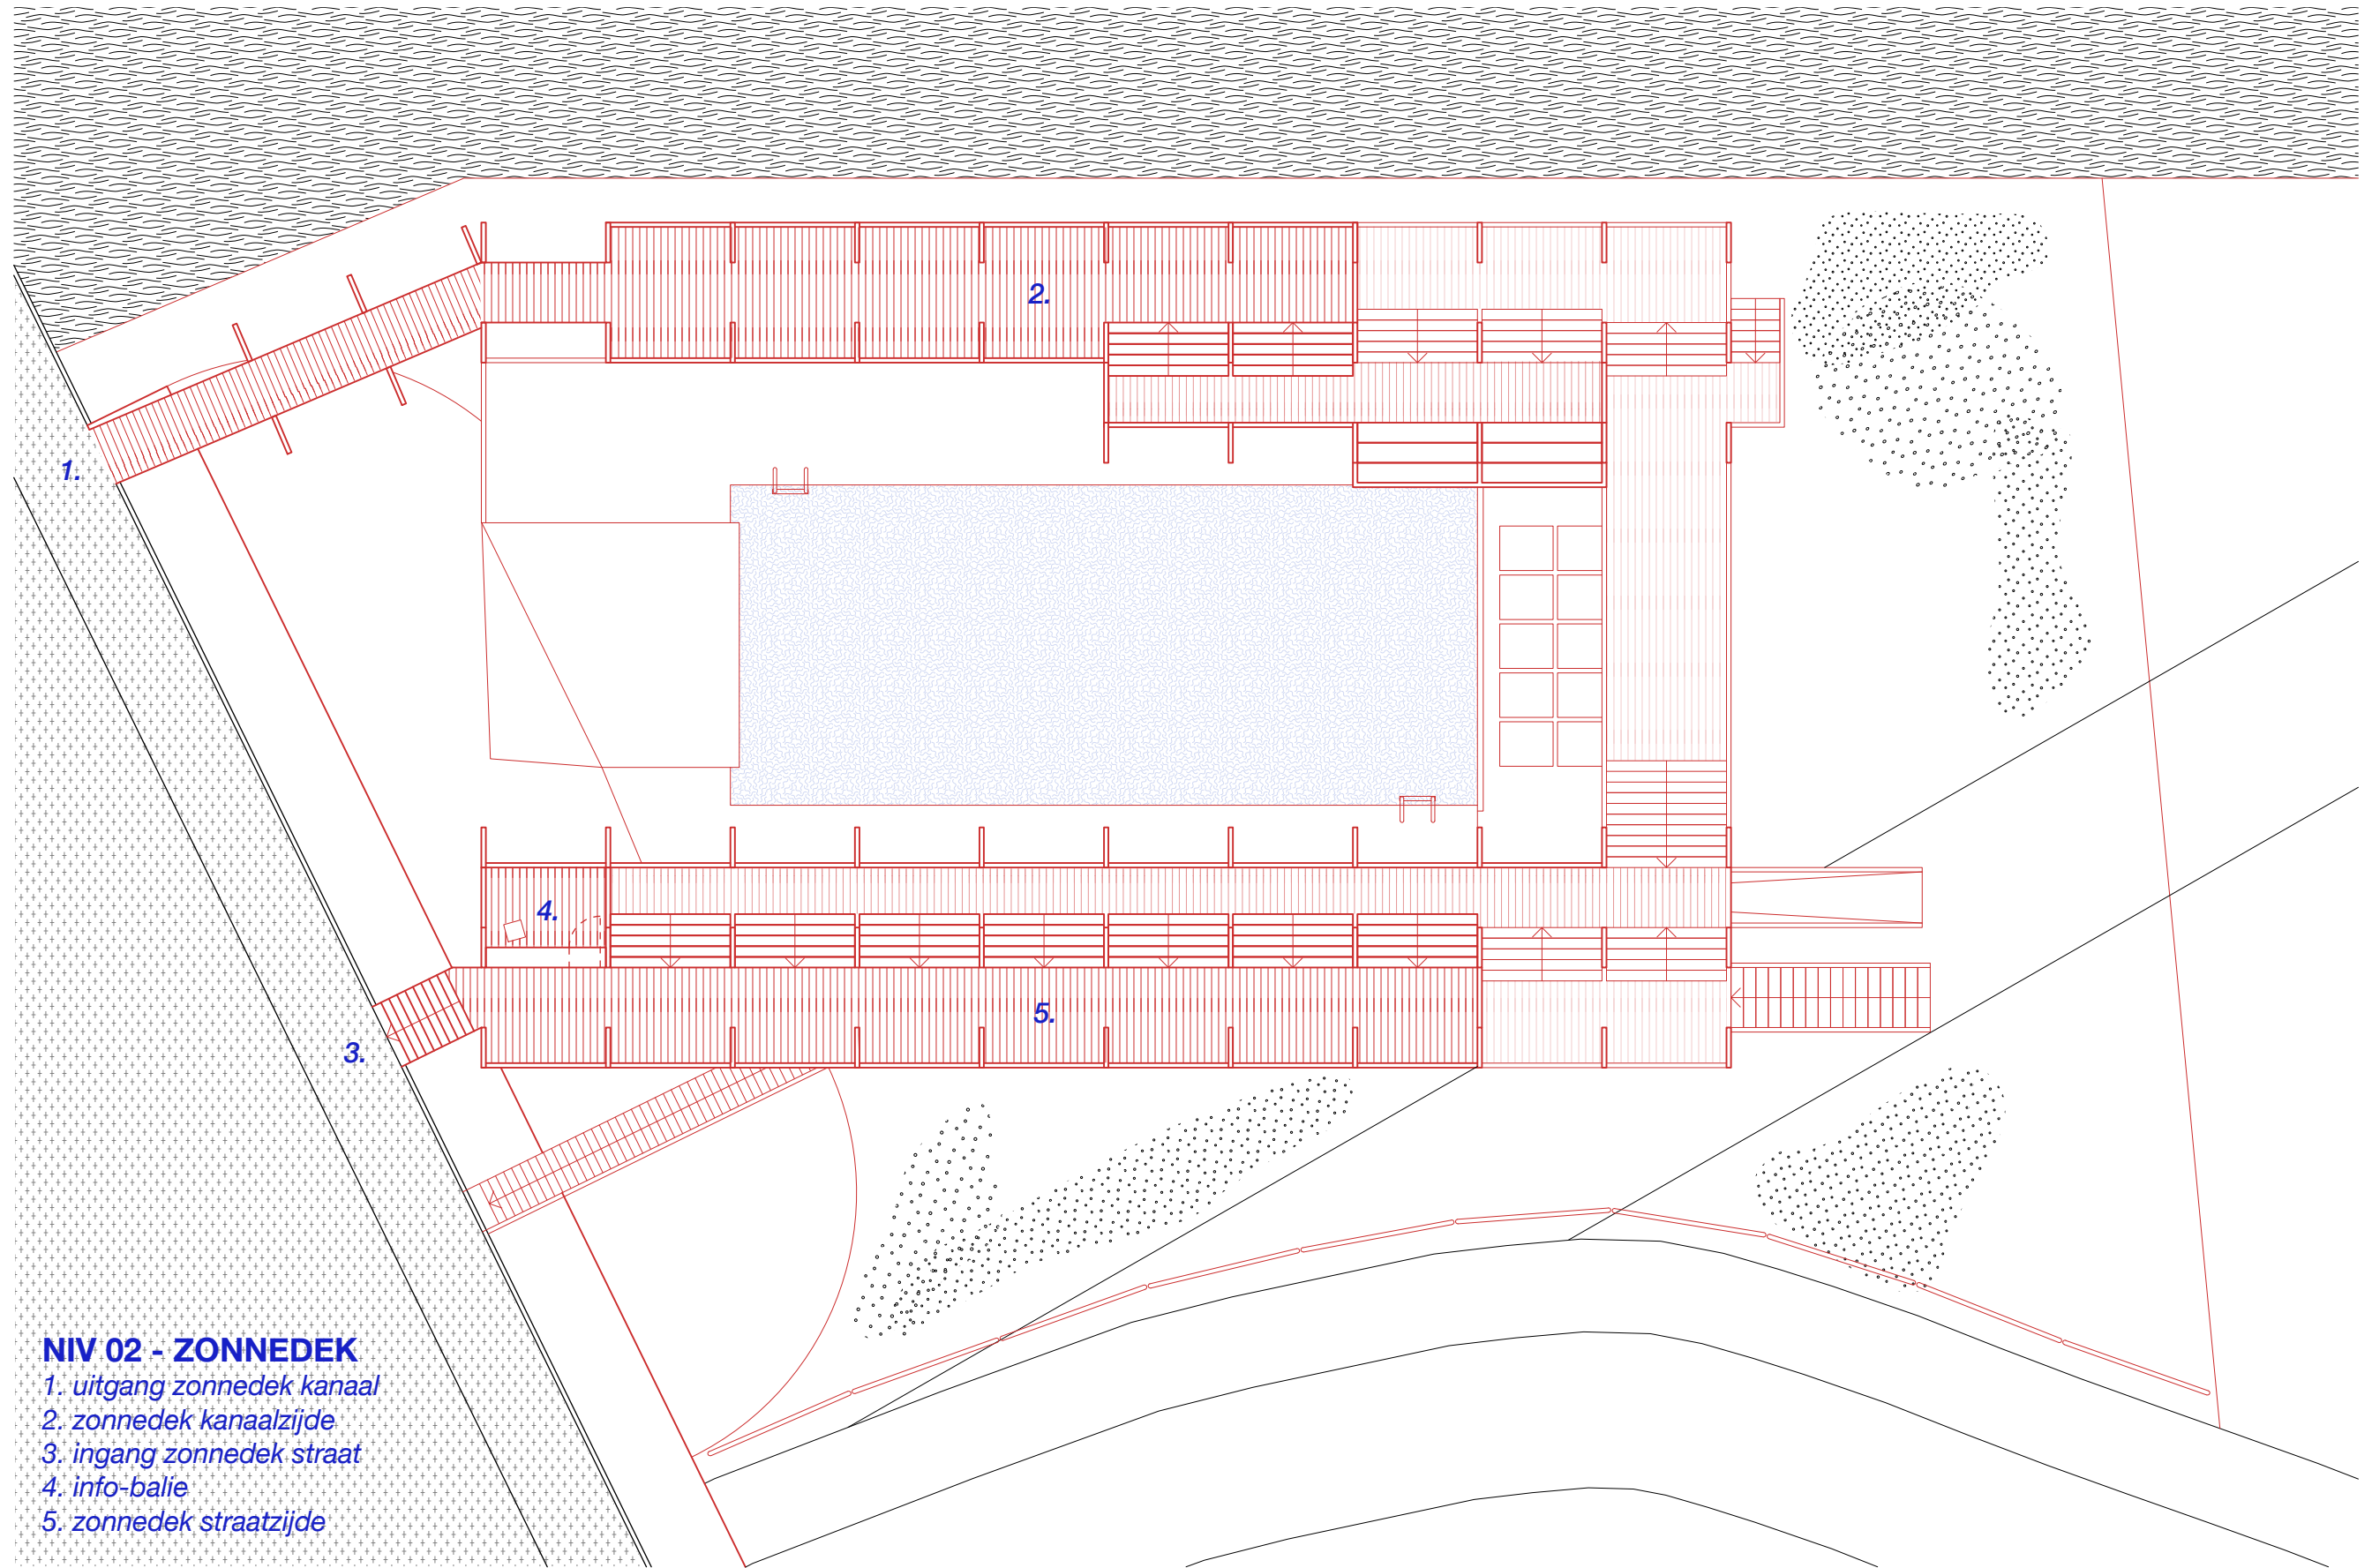 2.
1.
4.
5.
3.
NIV 02 - ZONNEDEK
1. uitgang zonnedek kanaal
2. zonnedek kanaalzijde
3. ingang zonnedek straat
4. info-balie
5. zonnedek straatzijde